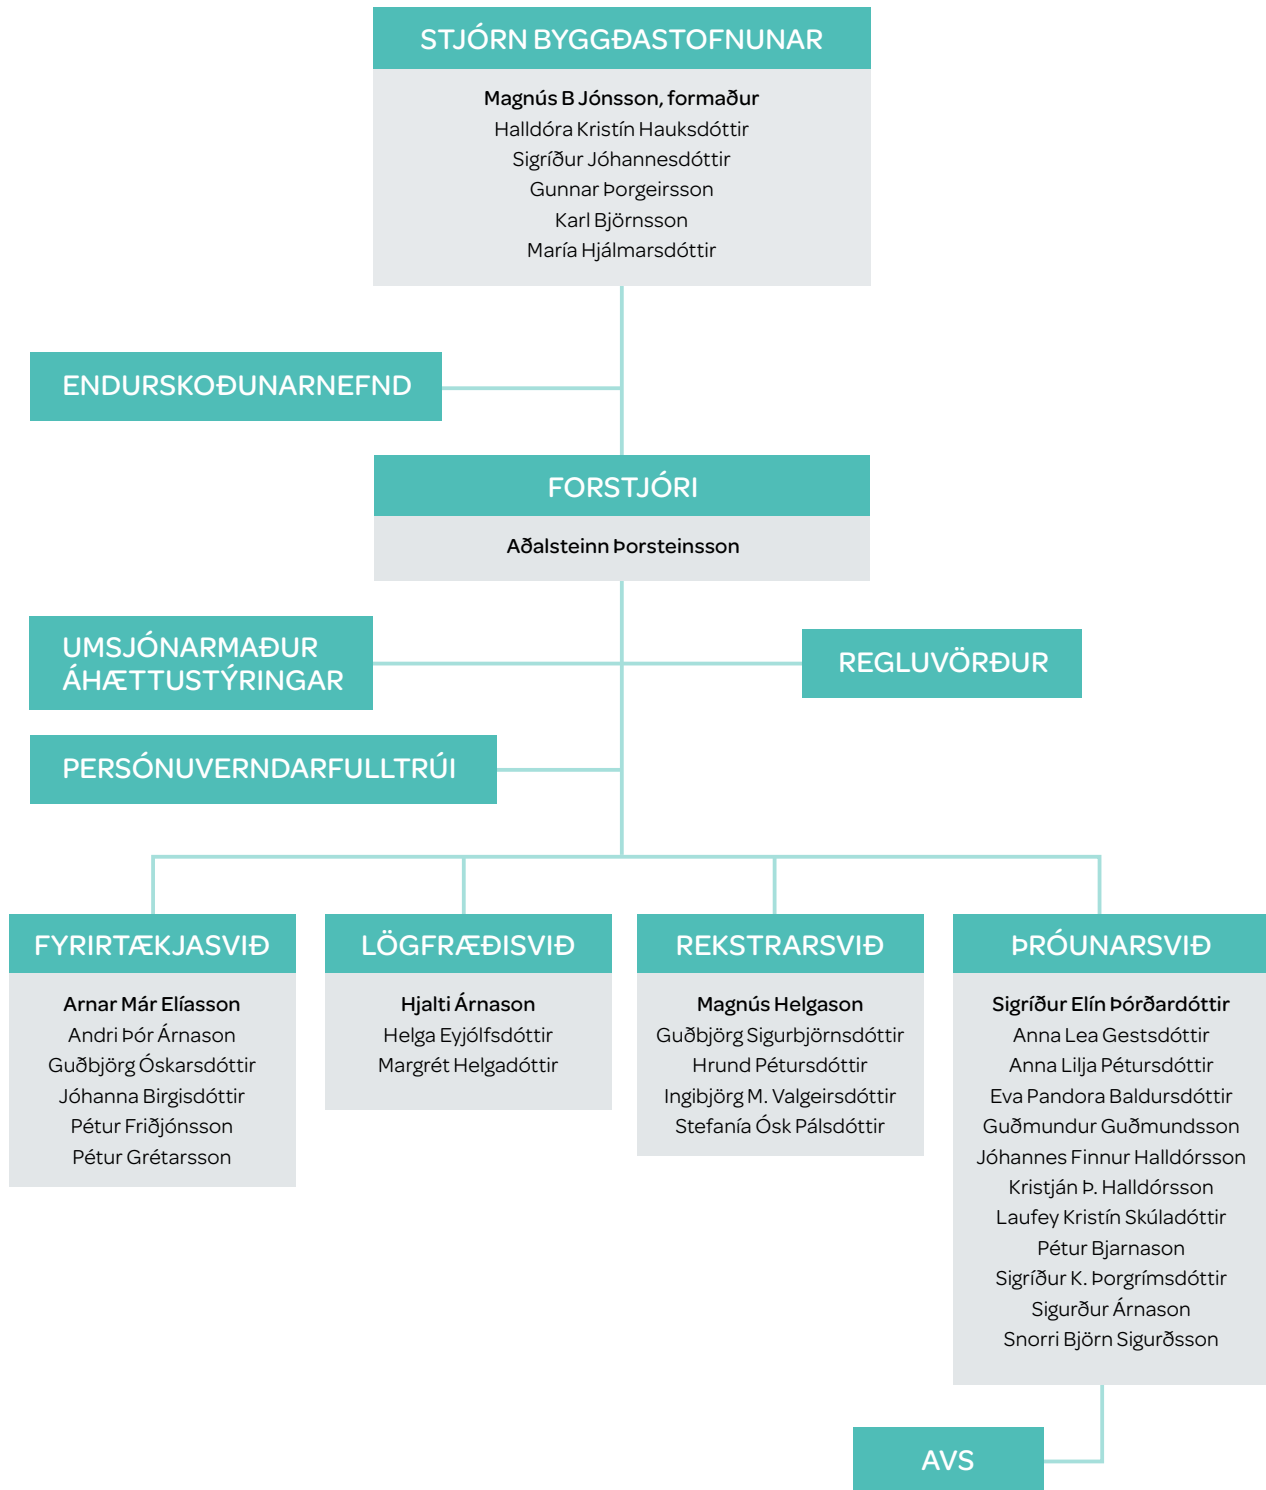 STJÓRN BYGGÐASTOFNUNAR
Magnús B Jónsson, formaður
Halldóra Kristín Hauksdóttir
Sigríður Jóhannesdóttir
Gunnar Þorgeirsson
Karl Björnsson
María Hjálmarsdóttir
ENDURSKOÐUNARNEFND
FORSTJÓRI
Aðalsteinn Þorsteinsson
UMSJÓNARMAÐUR
ÁHÆTTUSTÝRINGAR
REGLUVÖRÐUR
PERSÓNUVERNDARFULLTRÚI
FYRIRTÆKJASVIÐ
Arnar Már Elíasson
Andri Þór Árnason
Guðbjörg Óskarsdóttir
Jóhanna Birgisdóttir
Pétur Friðjónsson
Pétur Grétarsson
LÖGFRÆÐISVIÐ
Hjalti Árnason
Helga Eyjólfsdóttir
Margrét Helgadóttir
REKSTRARSVIÐ
Magnús Helgason
Guðbjörg Sigurbjörnsdóttir
Hrund Pétursdóttir
Ingibjörg M. Valgeirsdóttir
Stefanía Ósk Pálsdóttir
ÞRÓUNARSVIÐ
Sigríður Elín Þórðardóttir
Anna Lea Gestsdóttir
Anna Lilja Pétursdóttir
Eva Pandora Baldursdóttir
Guðmundur Guðmundsson
Jóhannes Finnur Halldórsson
Kristján Þ. Halldórsson
Laufey Kristín Skúladóttir
Pétur Bjarnason
Sigríður K. Þorgrímsdóttir
Sigurður Árnason
Snorri Björn Sigurðsson
AVS